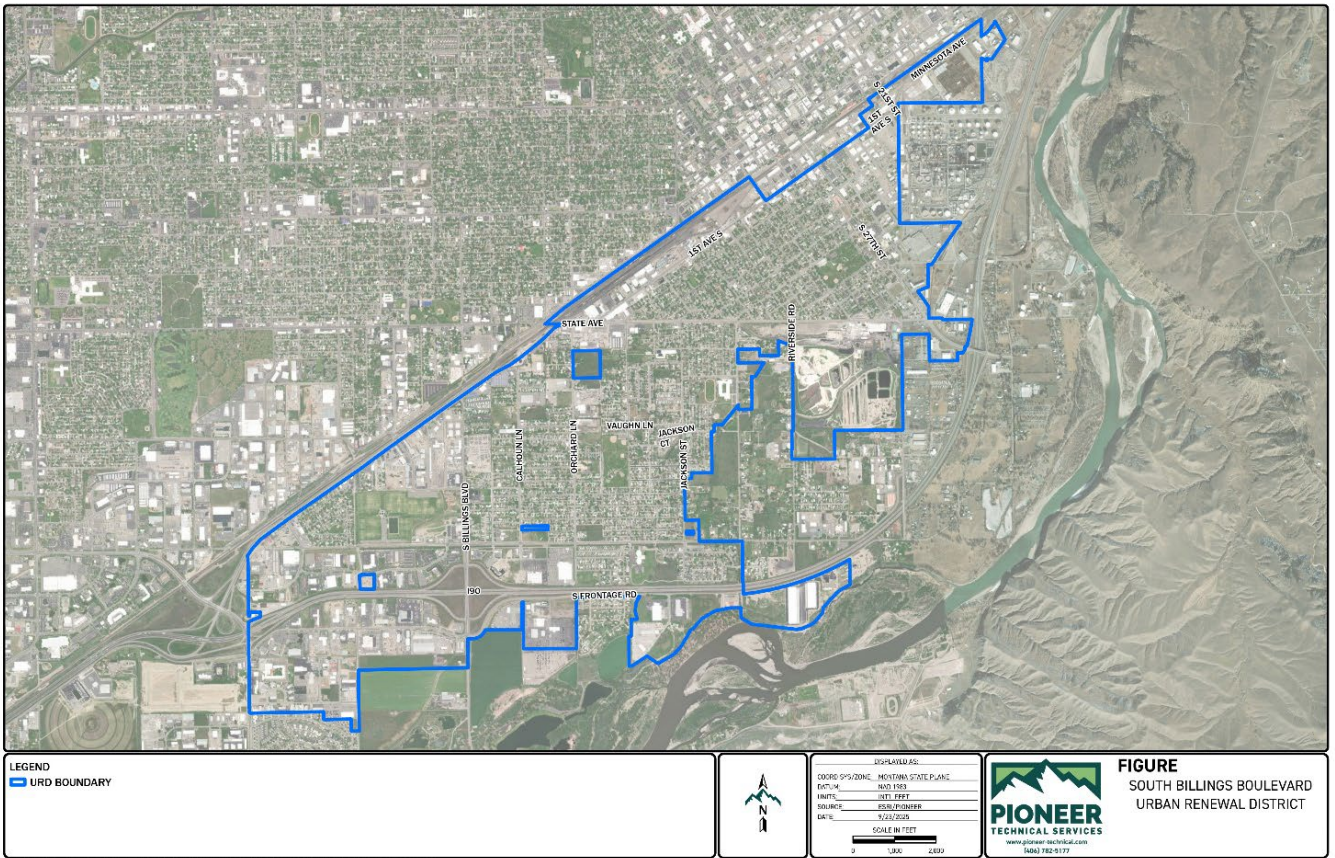 MINNESOTA AVE
S 21ST ST
1ST
AVE S
1ST AVE S
S 27TH ST
STATE AVE
RIVERSIDE RD
VAUGHN LN
JACKSON
CT
CALHOUN LN
ORCHARD LN
JACKSON ST
S BILLINGS BLVD
I90
S FRONTAGE RD
LEGEND
URD BOUNDARY
N
DISPLAYED AS:
COORD SYS/ZONE: MONTANA STATE PLANE
DATUM: NAD 1983
UNITS: INT'L FEET
SOURCE: ESRI/PIONEER
DATE: 9/23/2025
SCALE IN FEET
0 1,000 2,000
PIONEER
TECHNICAL SERVICES
www.pioneer-technical.com
(406) 782-5177
FIGURE
SOUTH BILLINGS BOULEVARD
URBAN RENEWAL DISTRICT